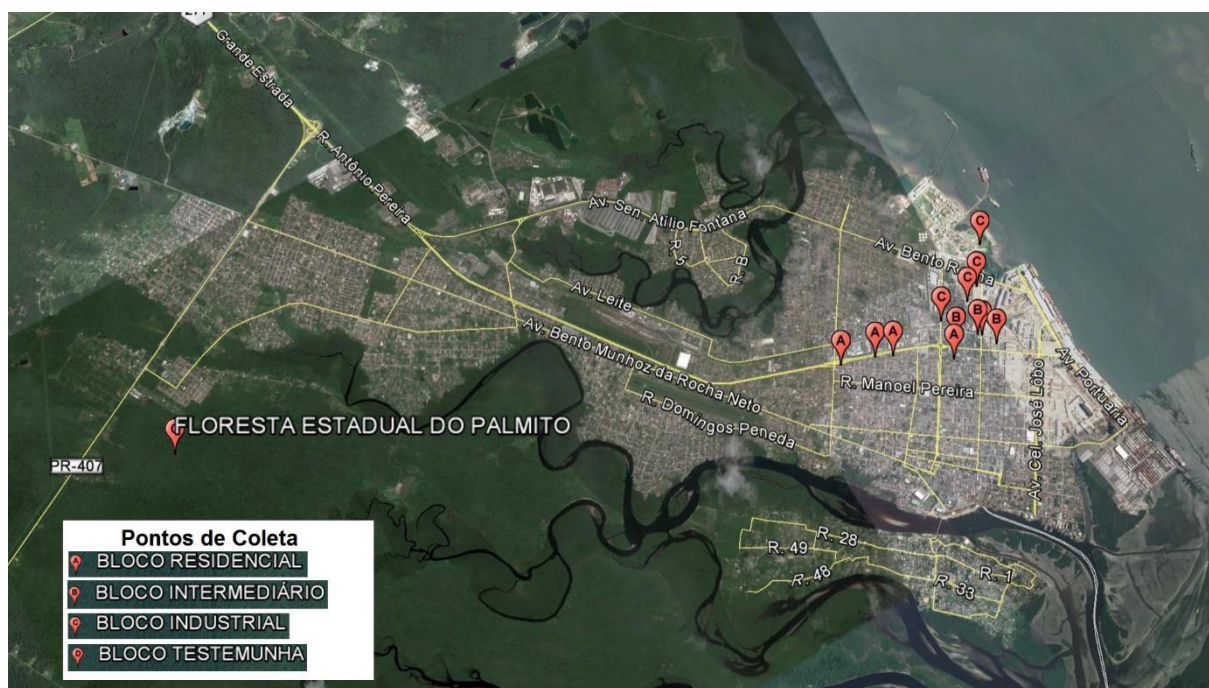 277
Grande Estrada
R. Antônio Pereira
Av. Sen. Atílio Fontana
R. 5
R. B
Av. Bento Rocha
Av. Leite
C
C
C
C
B
B
B
A
A
A
A
Av. Bento Munhoz da Rocha Neto
R. Manoel Pereira
R. Domingos Peneda
Av. Portuária
Av. Cel. José Lôbo
FLORESTA ESTADUAL DO PALMITO
PR-407
R. 28
R. 49
R. 48
R. 33
R. 1
Pontos de Coleta
A BLOCO RESIDENCIAL
B BLOCO INTERMEDIÁRIO
C BLOCO INDUSTRIAL
D BLOCO TESTEMUNHA